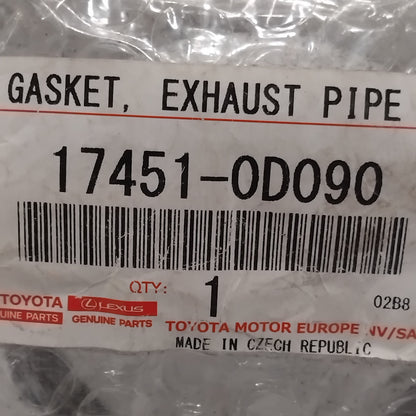 GASKET, EXHAUST PIPE
17451-0D090
QTY: 1 02B8
TOYOTA LEXUS
GENUINE PARTS GENUINE PARTS TOYOTA MOTOR EUROPE NV/SA
MADE IN CZECH REPUBLIC